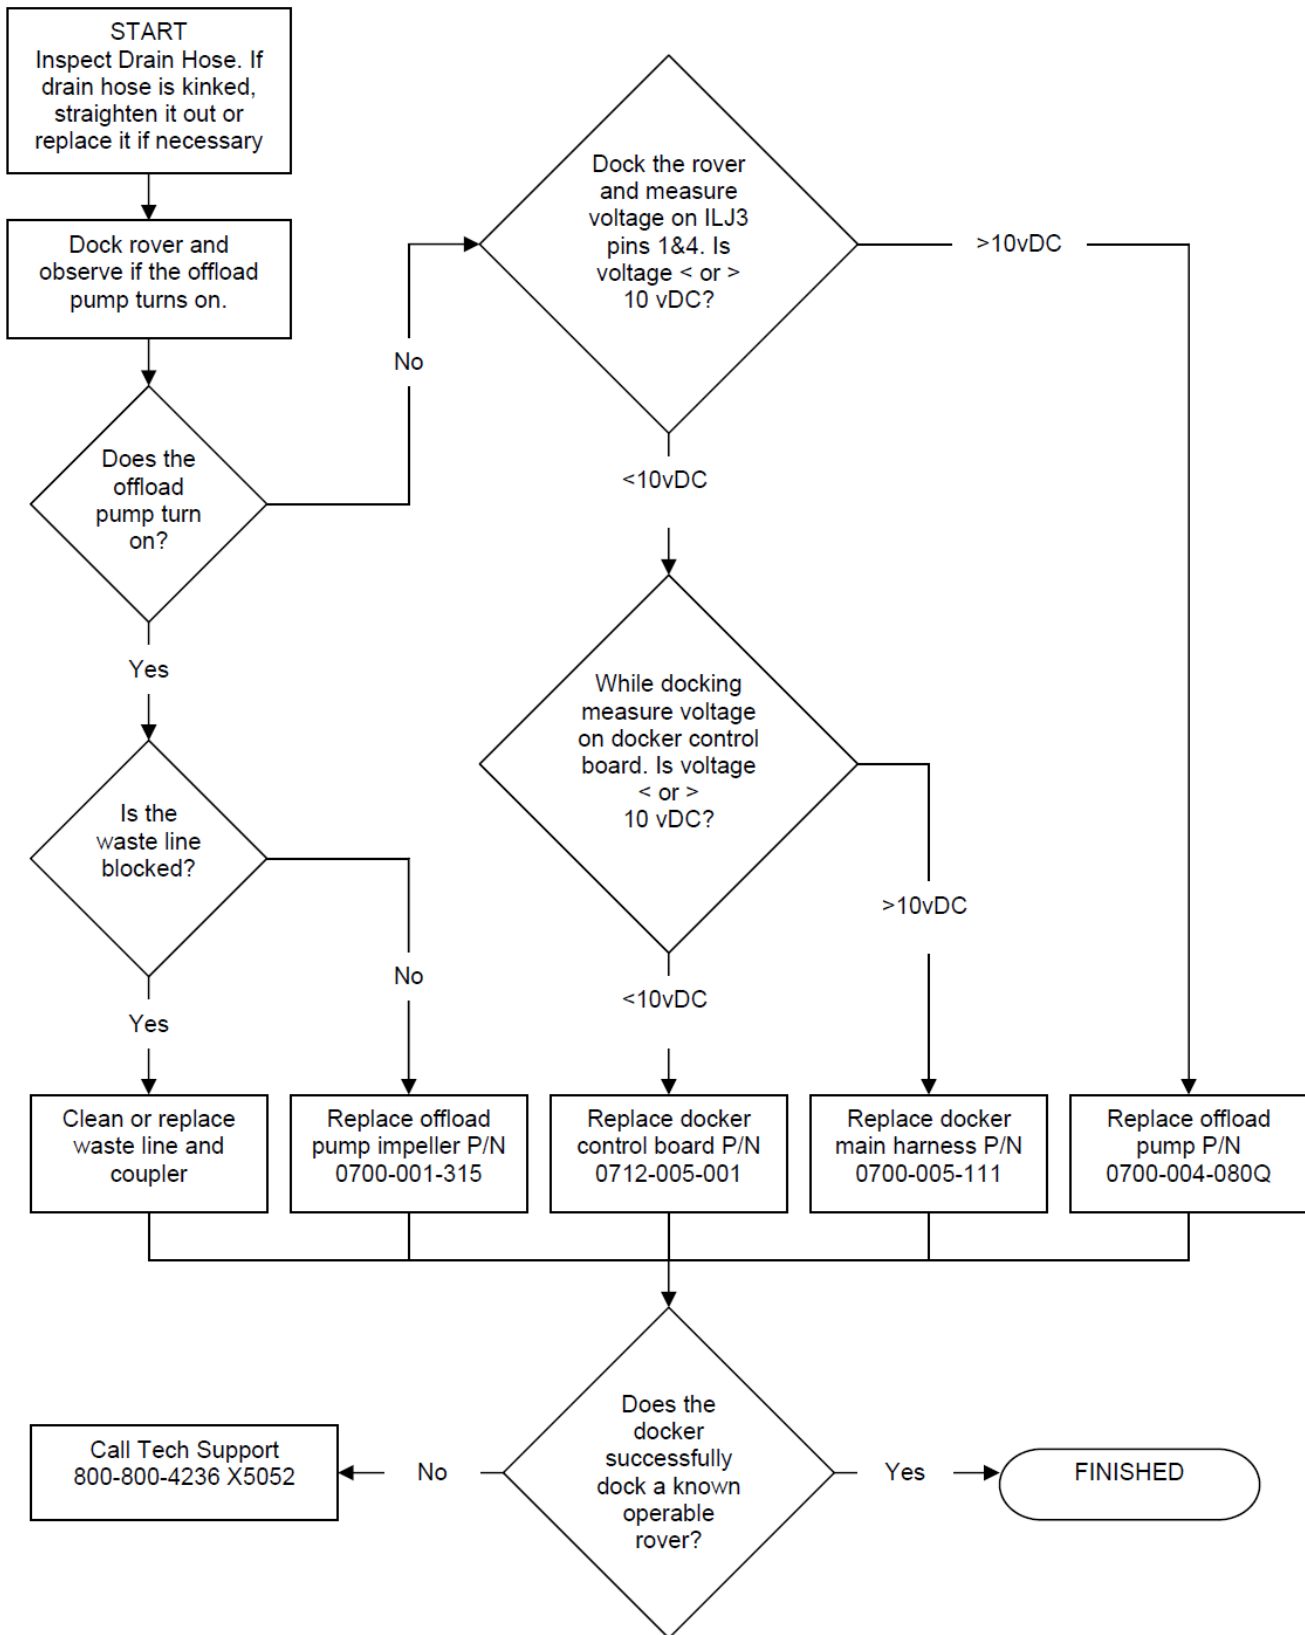 START
Inspect Drain Hose. If
drain hose is kinked,
straighten it out or
replace it if necessary
Dock rover and
observe if the offload
pump turns on.
Does the
offload
pump turn
on?
No
Yes
Is the
waste line
blocked?
No
Yes
Dock the rover
and measure
voltage on ILJ3
pins 1&4. Is
voltage < or >
10 vDC?
>10vDC
<10vDC
While docking
measure voltage
on docker control
board. Is voltage
< or >
10 vDC?
>10vDC
<10vDC
Clean or replace
waste line and
coupler
Replace offload
pump impeller P/N
0700-001-315
Replace docker
control board P/N
0712-005-001
Replace docker
main harness P/N
0700-005-111
Replace offload
pump P/N
0700-004-080Q
Does the
docker
successfully
dock a known
operable
rover?
No
Call Tech Support
800-800-4236 X5052
Yes
FINISHED